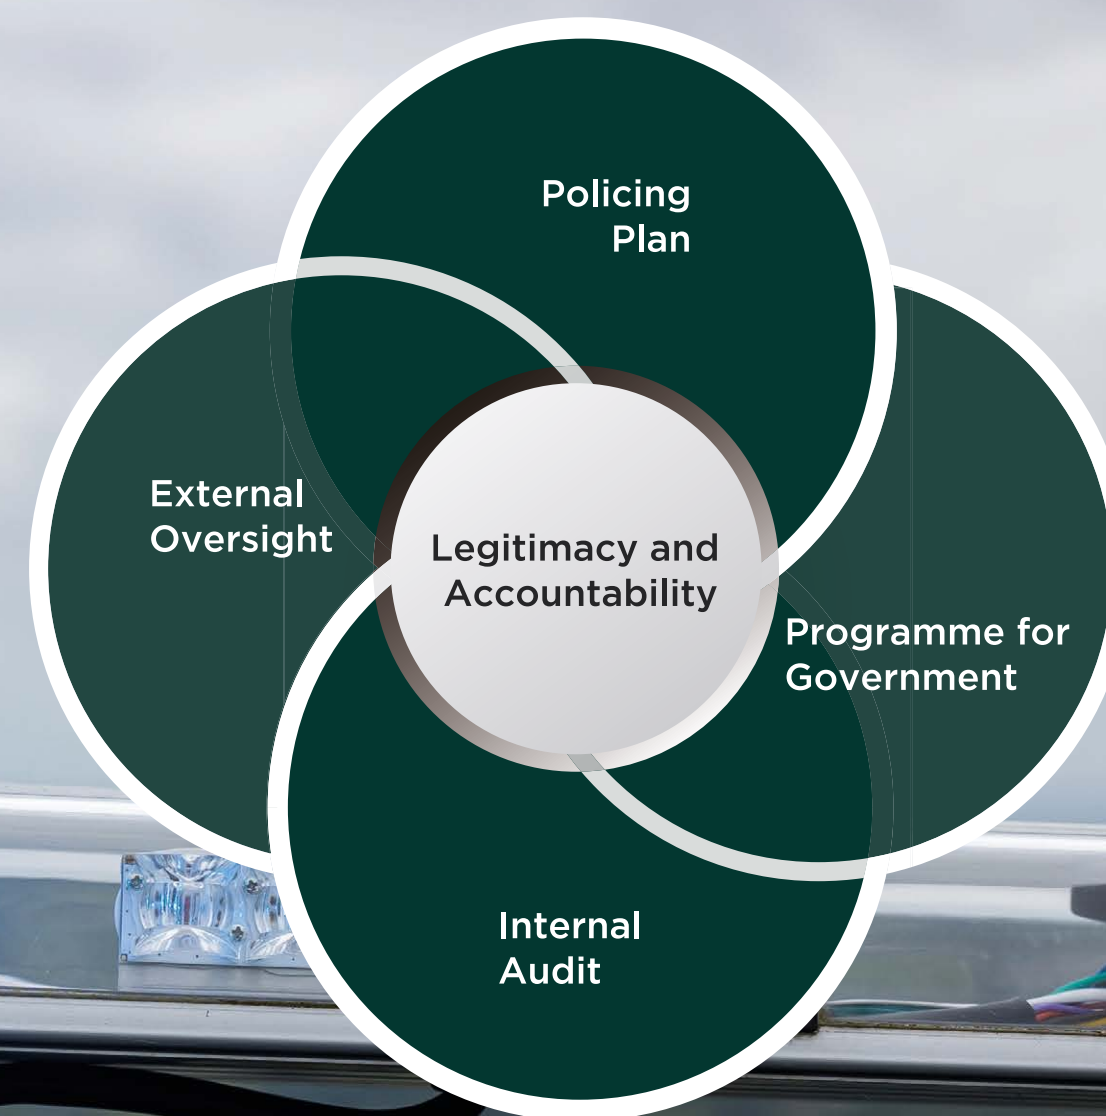 Policing
Plan
External
Oversight
Legitimacy and
Accountability
Programme for
Government
Internal
Audit